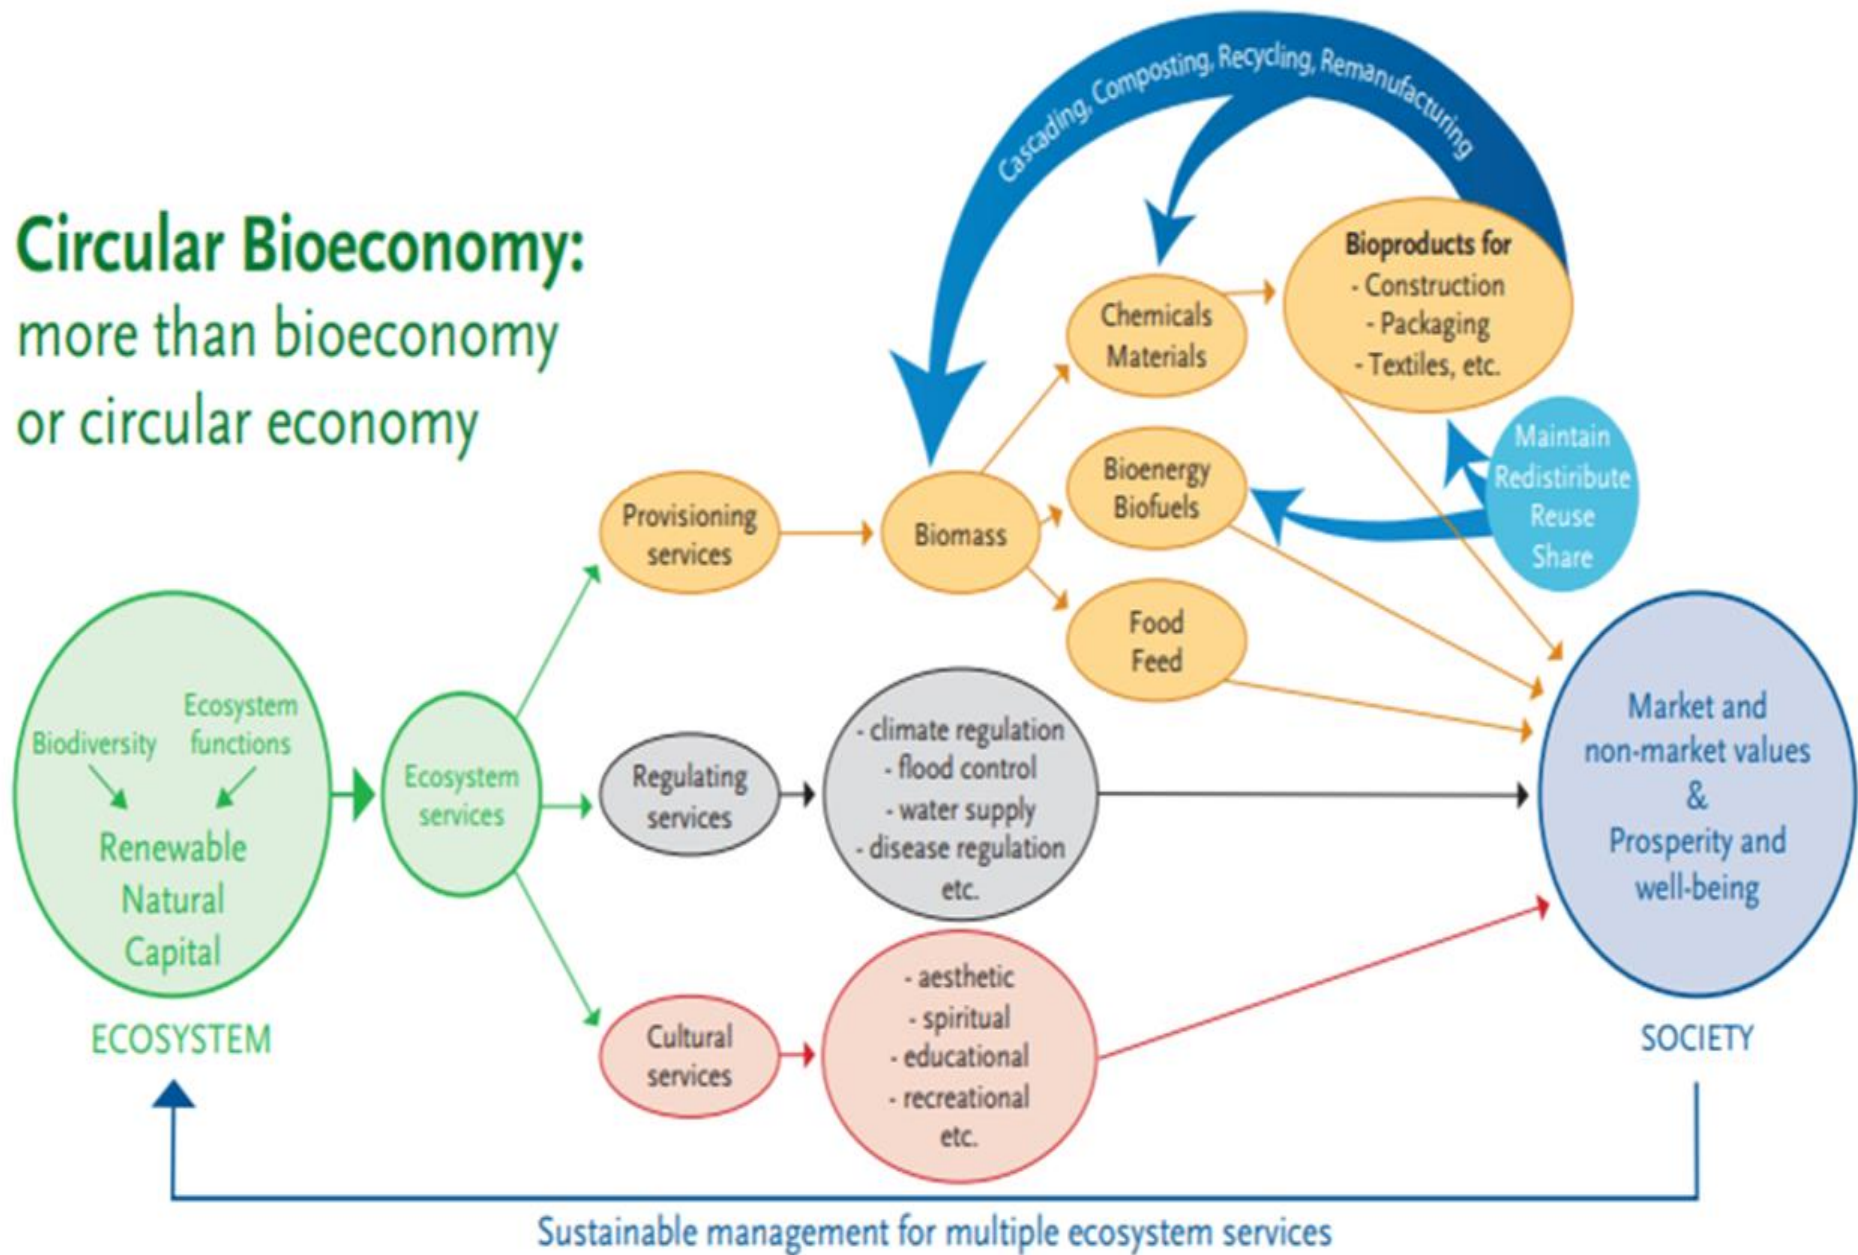 Circular Bioeconomy:
more than bioeconomy
or circular economy
Cascading, Composting, Recycling, Remanufacturing
Bioproducts for
- Construction
- Packaging
- Textiles, etc.
Chemicals
Materials
Maintain
Redistiribute
Reuse
Share
Bioenergy
Biofuels
Provisioning
services
Biomass
Food
Feed
Biodiversity
Ecosystem
functions
Renewable
Natural
Capital
ECOSYSTEM
Ecosystem
services
Regulating
services
- climate regulation
- flood control
- water supply
- disease regulation
etc.
Cultural
services
- aesthetic
- spiritual
- educational
- recreational
etc.
Market and
non-market values
&
Prosperity and
well-being
SOCIETY
Sustainable management for multiple ecosystem services